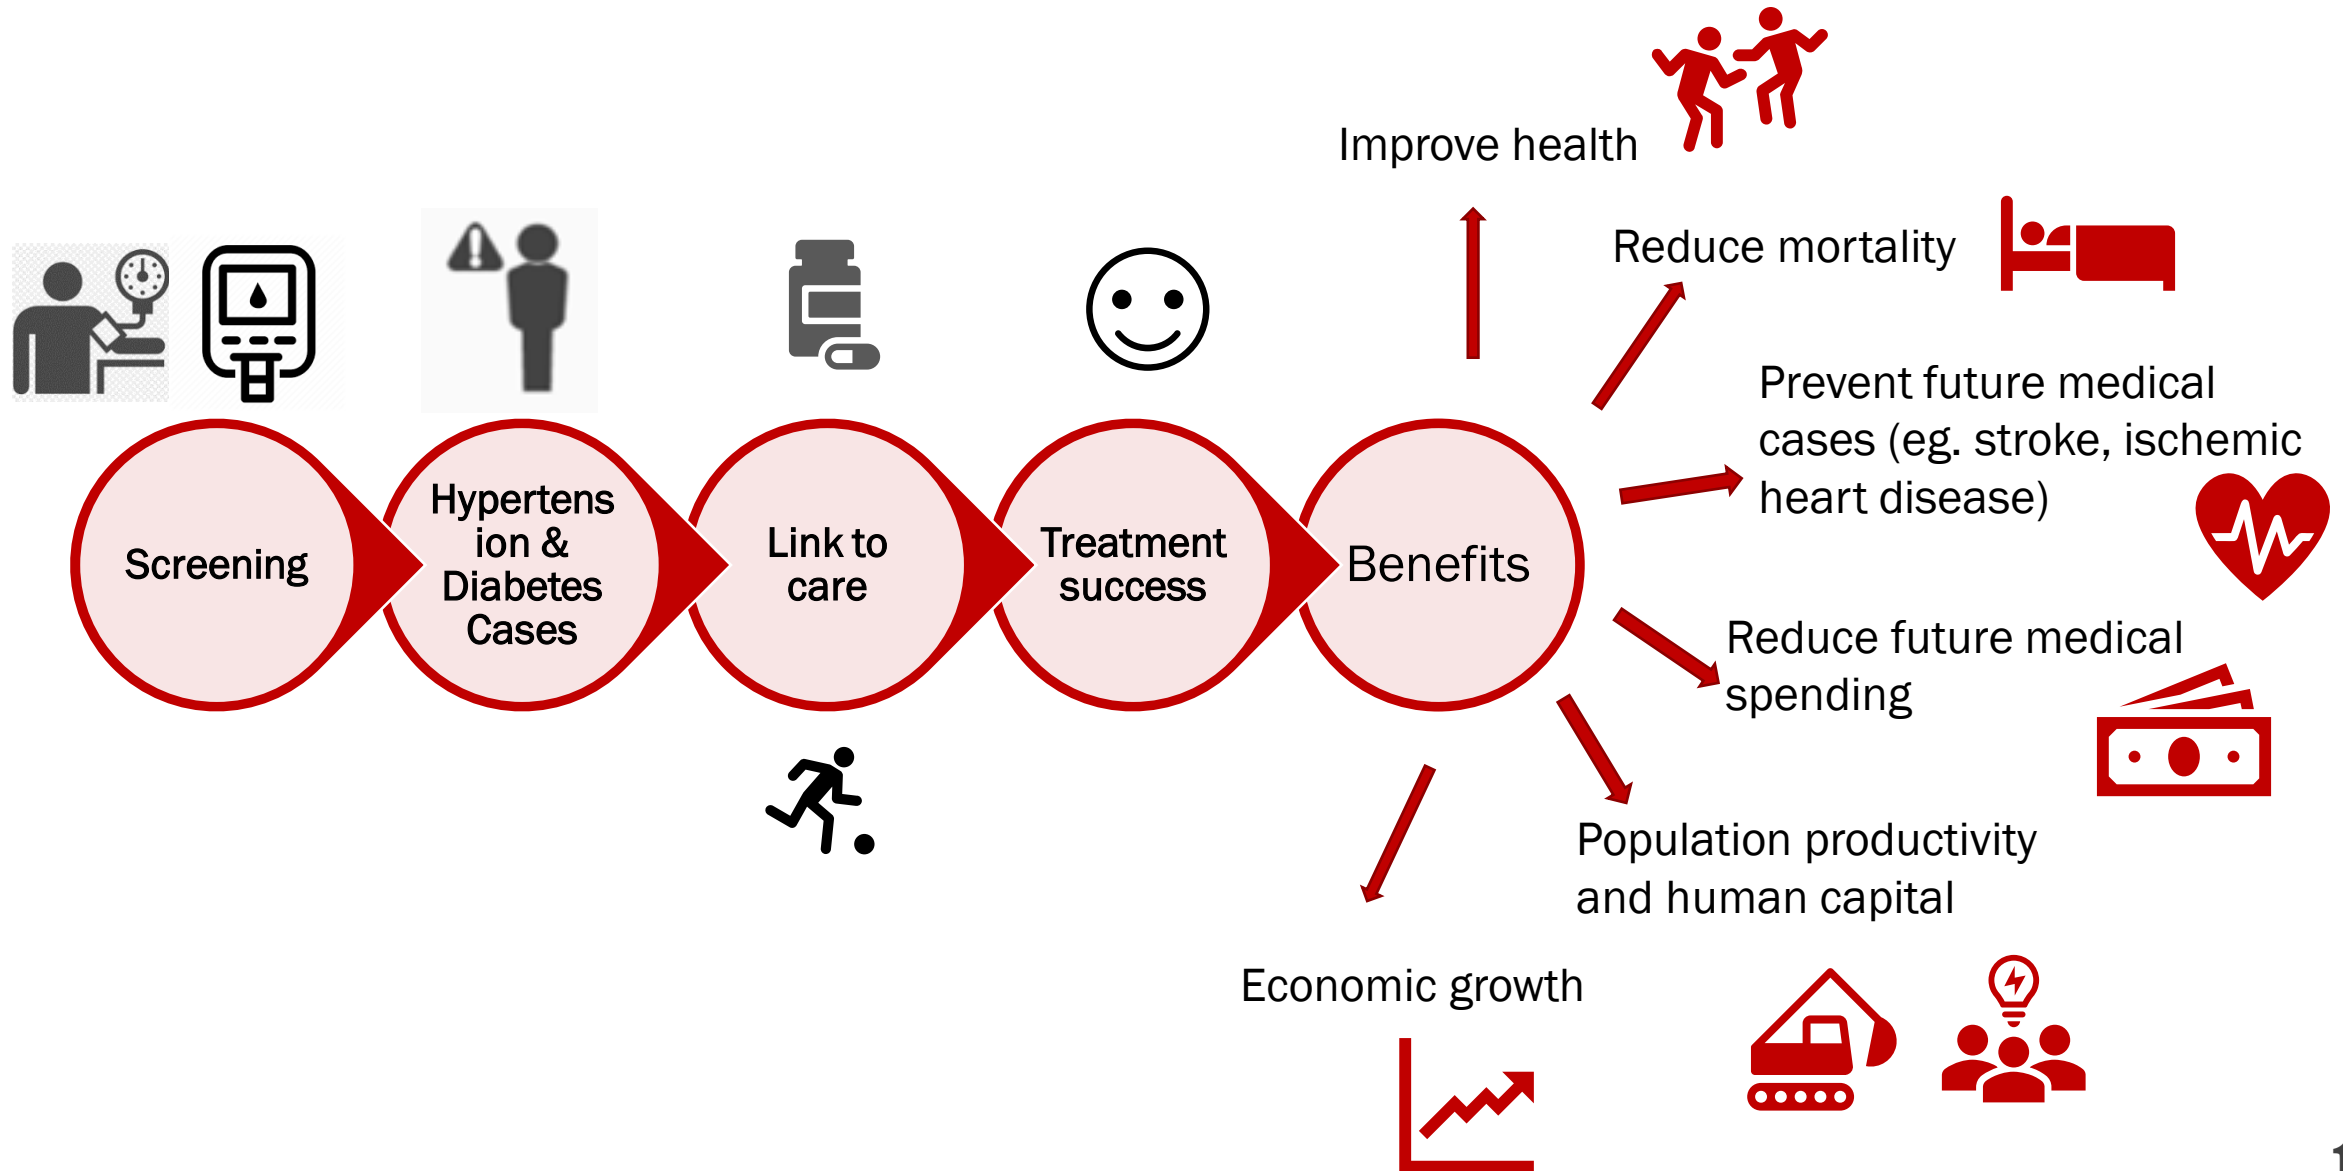 Improve health
Reduce mortality
Prevent future medical
cases (eg. stroke, ischemic
heart disease)
Screening
Hypertens
ion &
Diabetes
Cases
Link to
care
Treatment
success
Benefits
Reduce future medical
spending
Population productivity
and human capital
Economic growth